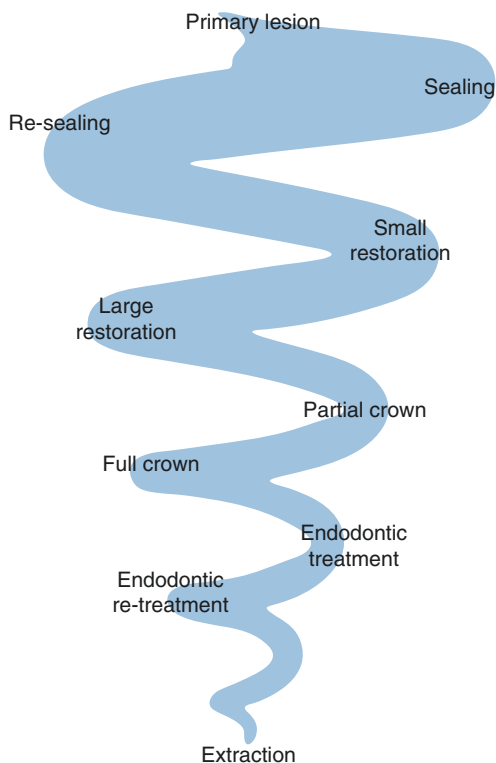 Primary lesion
Sealing
Re-sealing
Small
restoration
Large
restoration
Partial crown
Full crown
Endodontic
treatment
Endodontic
re-treatment
Extraction